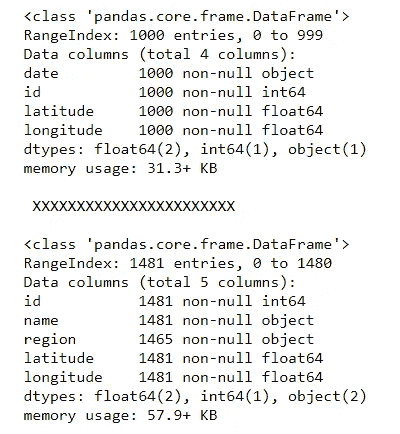 <class 'pandas.core.frame.DataFrame'>
RangeIndex: 1000 entries, 0 to 999
Data columns (total 4 columns):
date         1000 non-null object
id           1000 non-null int64
latitude     1000 non-null float64
longitude    1000 non-null float64
dtypes: float64(2), int64(1), object(1)
memory usage: 31.3+ KB
XXXXXXXXXXXXXXXXXXXXXXX
<class 'pandas.core.frame.DataFrame'>
RangeIndex: 1481 entries, 0 to 1480
Data columns (total 5 columns):
id           1481 non-null int64
name         1481 non-null object
region       1465 non-null object
latitude     1481 non-null float64
longitude    1481 non-null float64
dtypes: float64(2), int64(1), object(2)
memory usage: 57.9+ KB